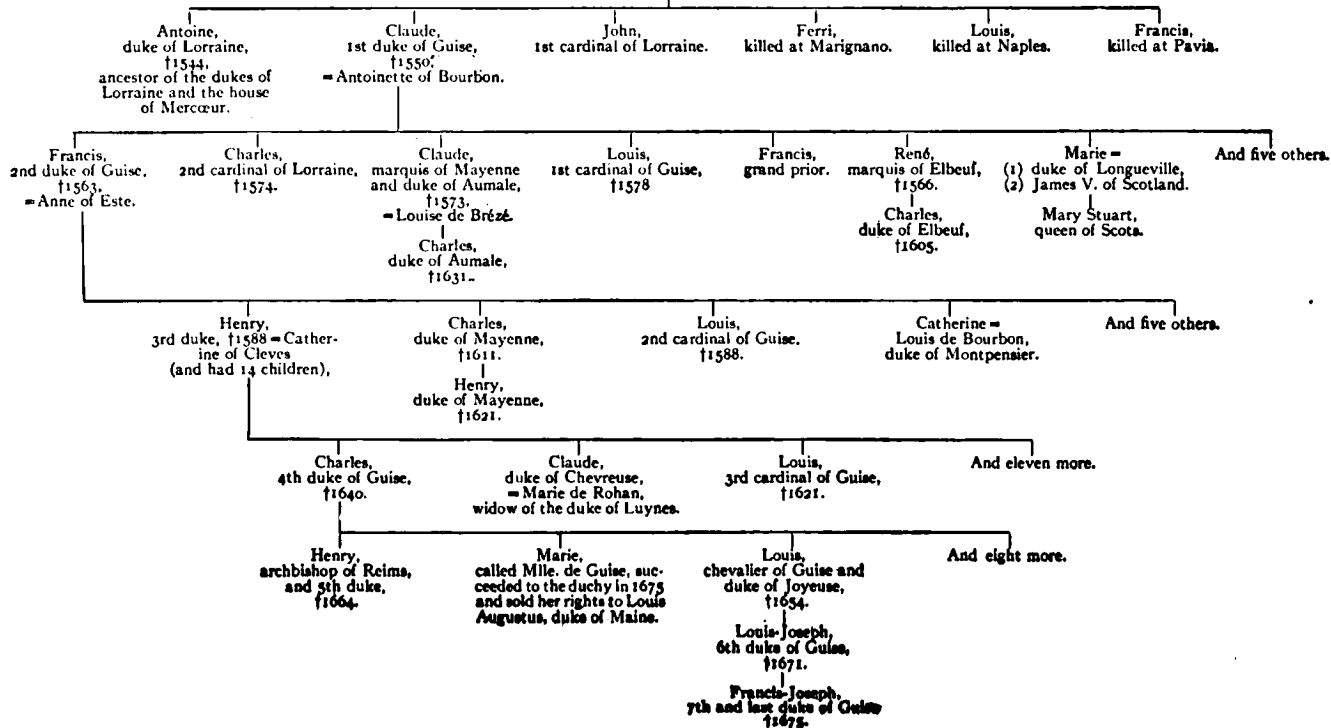 Antoine,
duke of Lorraine,
†1544,
ancestor of the dukes of
Lorraine and the house
of Mercœur.
Claude,
1st duke of Guise,
†1550.
=Antoinette of Bourbon.
John,
1st cardinal of Lorraine.
Ferri,
killed at Marignano.
Louis,
killed at Naples.
Francis,
killed at Pavia.
Francis,
2nd duke of Guise,
†1563,
=Anne of Este.
Charles,
2nd cardinal of Lorraine,
†1574.
Claude,
marquis of Mayenne
and duke of Aumale,
†1573.
=Louise de Brézé.
Charles,
duke of Aumale,
†1631.
Louis,
1st cardinal of Guise,
†1578
Francis,
grand prior.
René,
marquis of Elbeuf,
†1566.
Charles,
duke of Elbeuf,
†1605.
Marie=
(1) duke of Longueville,
(2) James V. of Scotland.
Mary Stuart,
queen of Scots.
And five others.
Henry,
3rd duke, †1588=Cather-
ine of Cleves
(and had 14 children),
Charles,
duke of Mayenne,
†1611.
Henry,
duke of Mayenne,
†1621.
Louis,
2nd cardinal of Guise.
†1588.
Catherine=
Louis de Bourbon,
duke of Montpensier.
And five others.
Charles,
4th duke of Guise,
†1640.
Claude,
duke of Chevreuse,
=Marie de Rohan,
widow of the duke of Luynes.
Louis,
3rd cardinal of Guise,
†1621.
And eleven more.
Henry,
archbishop of Reims,
and 5th duke,
†1664.
Marie,
called Mlle. de Guise, suc-
ceeded to the duchy in 1675
and sold her rights to Louis
Augustus, duke of Maine.
Louis,
chevalier of Guise and
duke of Joyeuse,
†1654.
Louis-Joseph,
6th duke of Guise,
†1671.
Francis-Joseph,
7th and last duke of Guise
†1675.
And eight more.